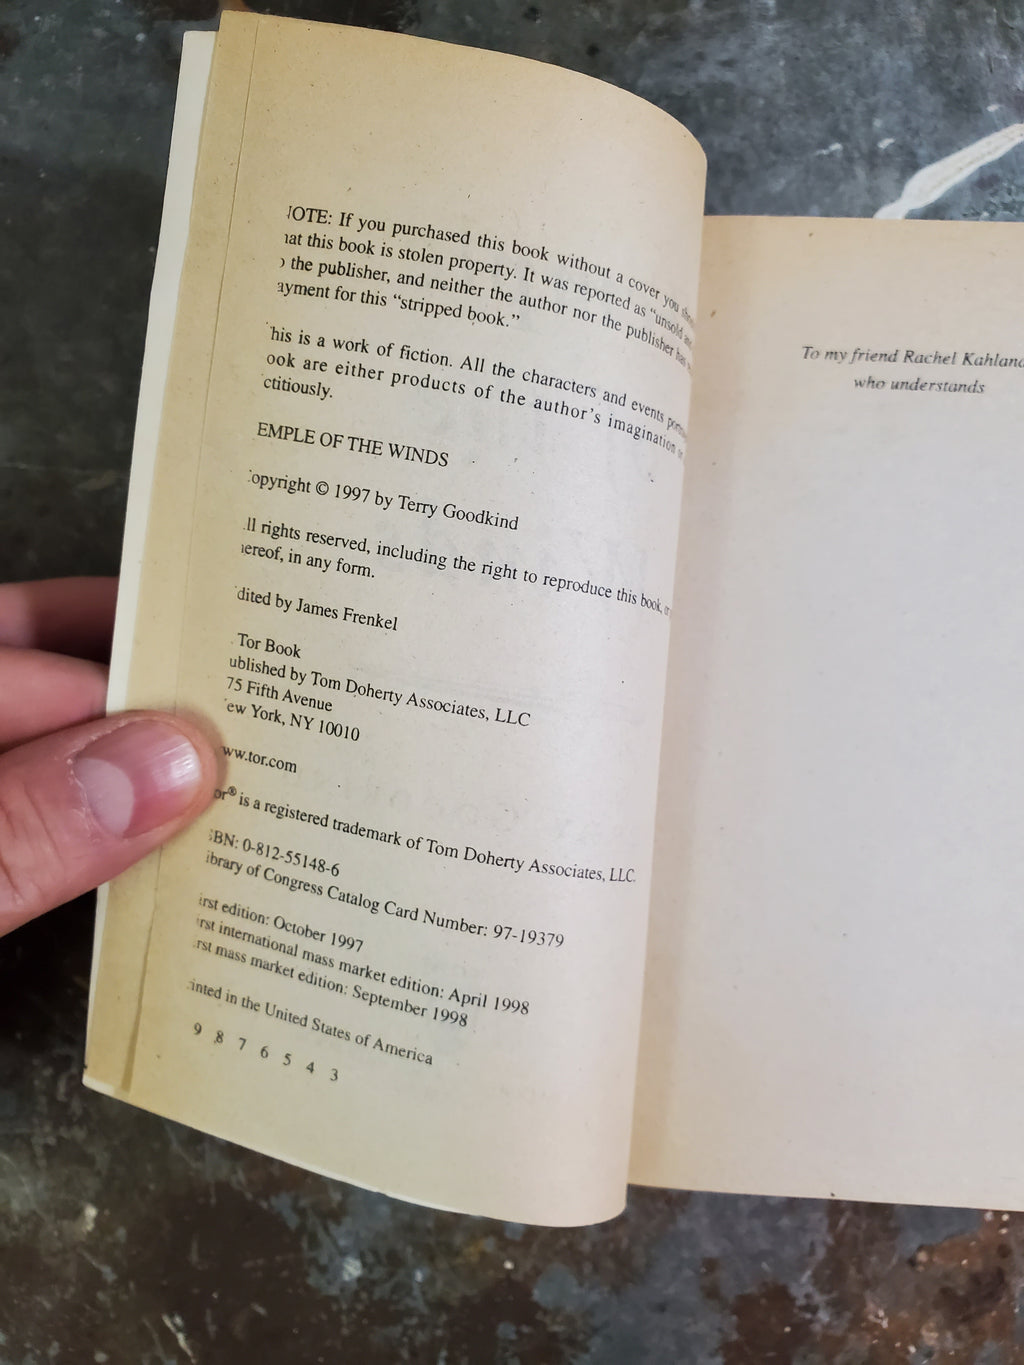 OTE: If you purchased this book without a cover you
hat this book is stolen property. It was reported as “unsold
the publisher, and neither the author nor the publisher has
ayment for this “stripped book.”
his is a work of fiction. All the characters and events
ook are either products of the author’s imagination or
ctitiously.
EMPLE OF THE WINDS
opyright © 1997 by Terry Goodkind
ll rights reserved, including the right to reproduce this book,
hereof, in any form.
dited by James Frenkel
Tor Book
ublished by Tom Doherty Associates, LLC
75 Fifth Avenue
ew York, NY 10010
ww.tor.com
or® is a registered trademark of Tom Doherty Associates, LLC.
BN: 0-812-55148-6
ibrary of Congress Catalog Card Number: 97-19379
irst edition: October 1997
irst international mass market edition: April 1998
rst mass market edition: September 1998
inted in the United States of America
9 8 7 6 5 4 3
To my friend Rachel Kahland
who understands